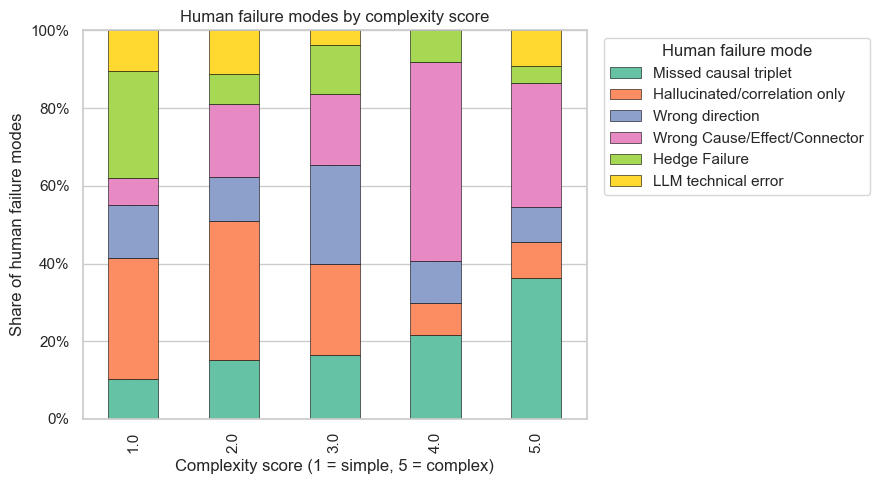 Human failure modes by complexity score
Share of human failure modes
100%
80%
60%
40%
20%
0%
1.0
2.0
3.0
4.0
5.0
Complexity score (1 = simple, 5 = complex)
Human failure mode
Missed causal triplet
Hallucinated/correlation only
Wrong direction
Wrong Cause/Effect/Connector
Hedge Failure
LLM technical error